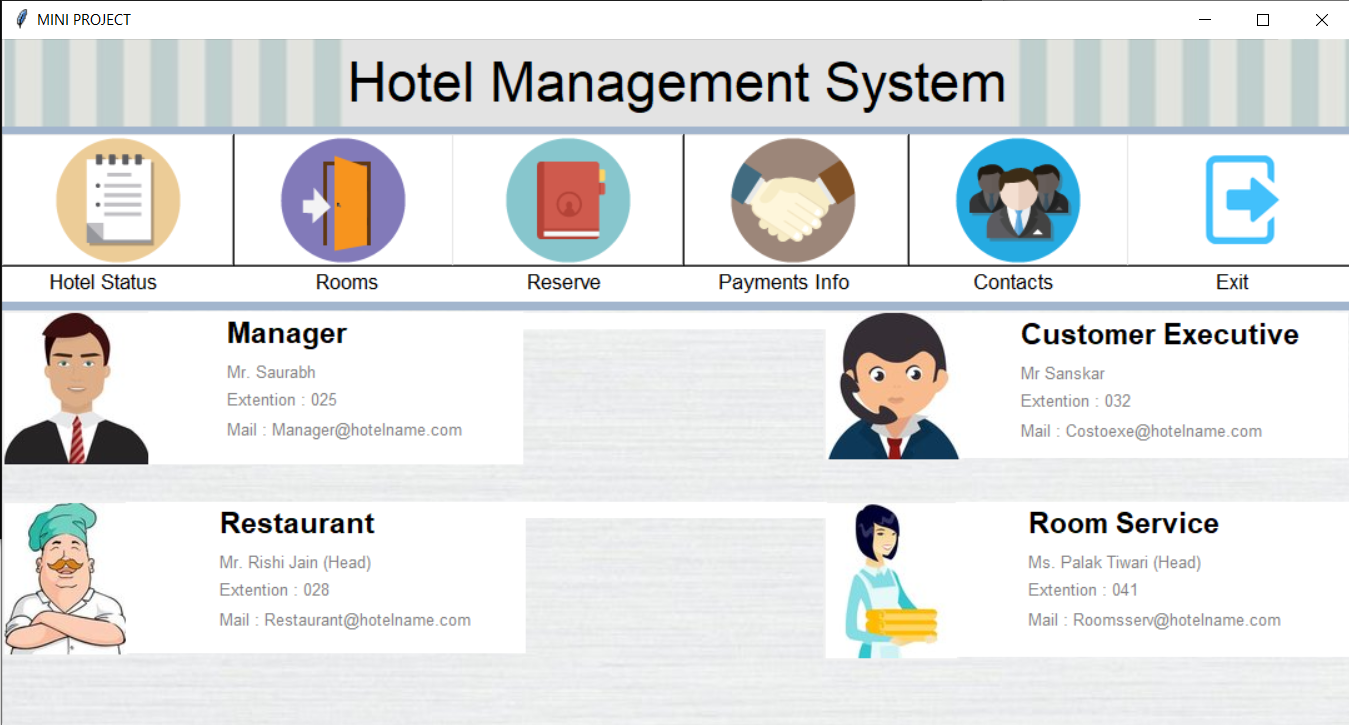 MINI PROJECT
Hotel Management System
Hotel Status
Rooms
Reserve
Payments Info
Contacts
Exit
Manager
Mr. Saurabh
Extention : 025
Mail : Manager@hotelname.com
Customer Executive
Mr Sanskar
Extention : 032
Mail : Costoexe@hotelname.com
Restaurant
Mr. Rishi Jain (Head)
Extention : 028
Mail : Restaurant@hotelname.com
Room Service
Ms. Palak Tiwari (Head)
Extention : 041
Mail : Roomsserv@hotelname.com